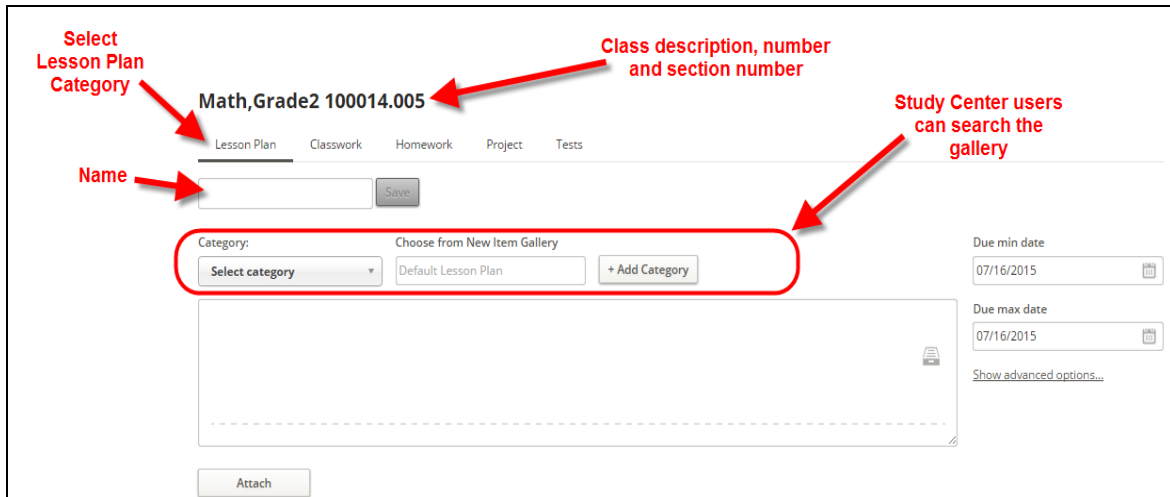 Select
Lesson Plan
Category
Class description, number
and section number
Math,Grade2 100014.005
Study Center users
can search the
gallery
Lesson Plan Classwork Homework Project Tests
Name
Save
Category: Choose from New Item Gallery
Select category Default Lesson Plan + Add Category
Due min date
07/16/2015
Due max date
07/16/2015
Show advanced options...
Attach